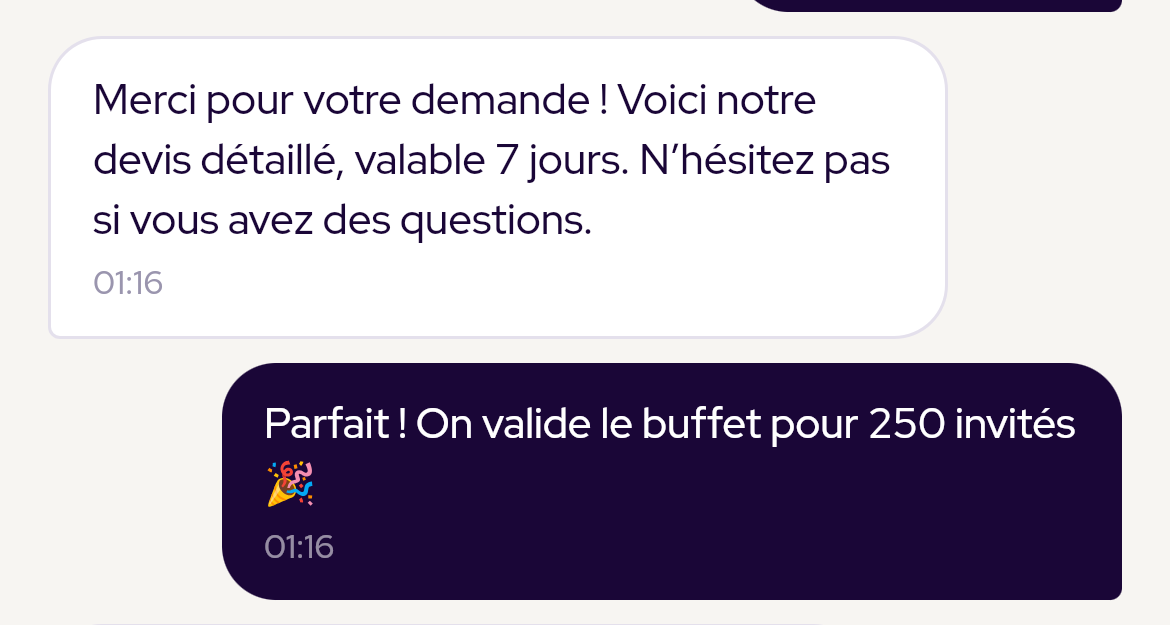 Merci pour votre demande ! Voici notre
devis détaillé, valable 7 jours. N’hésitez pas
si vous avez des questions.
01:16
Parfait ! On valide le buffet pour 250 invités
🎉
01:16